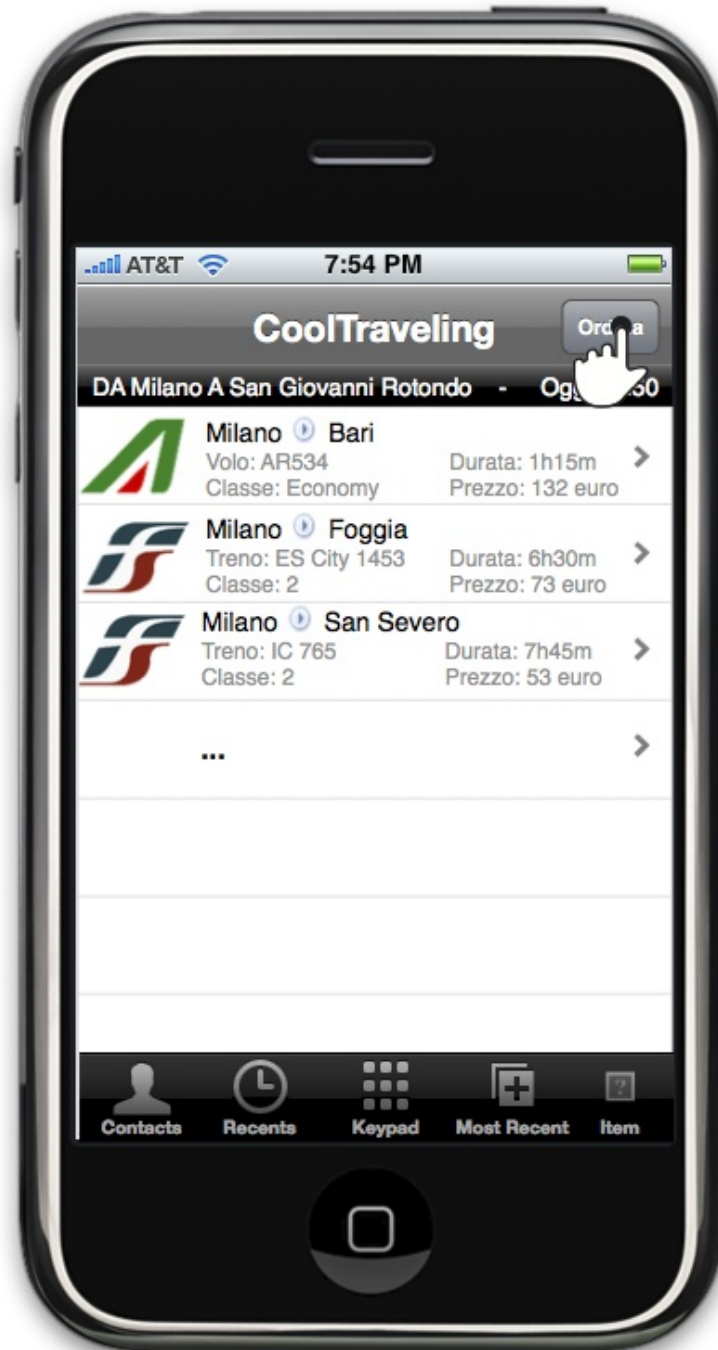 AT&T 7:54 PM
CoolTraveling
DA Milano A San Giovanni Rotondo -
Milano Bari
Volo: AR534 Durata: 1h15m
Classe: Economy Prezzo: 132 euro
Milano Foggia
Treno: ES City 1453 Durata: 6h30m
Classe: 2 Prezzo: 73 euro
Milano San Severo
Treno: IC 765 Durata: 7h45m
Classe: 2 Prezzo: 53 euro
...
Contacts Recents Keypad Most Recent Item